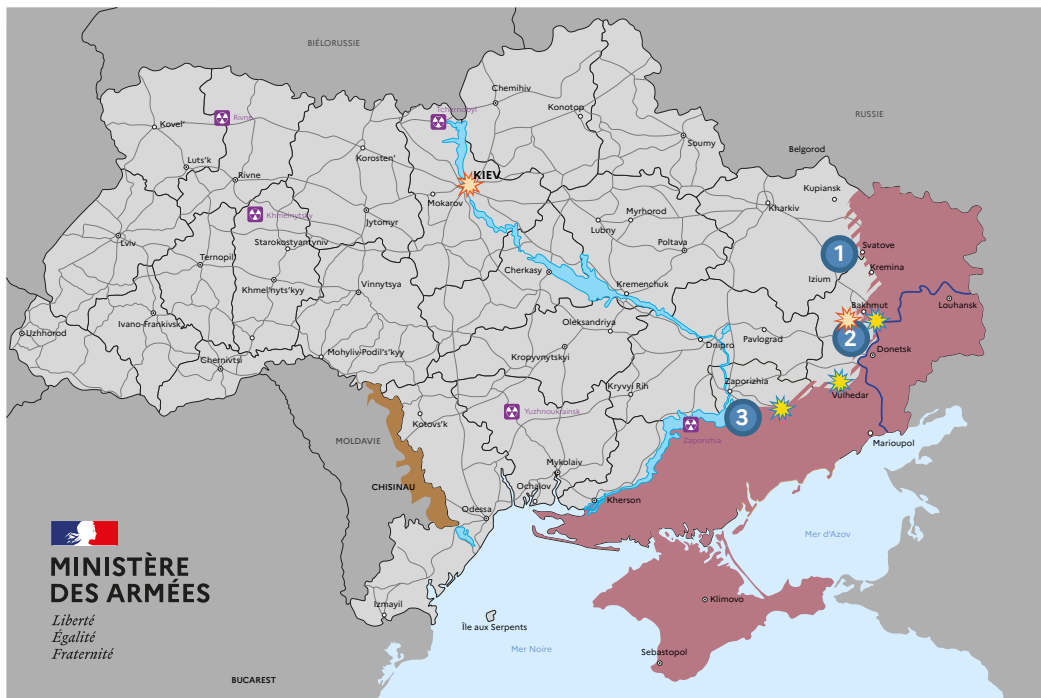 BIÉLORUSSIE
RUSSIE
Tchernobyl
Chernihiv
Konotop
Rivne
Kovel'
Soumy
Belgorod
Korosten'
Luts'k
Rivne
KIEV
Kupiansk
Mokarov
Kharkiv
Khmelnytsky
Jytomyr
Myrhorod
Lubny
Lviv
Starokostyantyniv
Poltava
1
Svatove
Ternopil'
Cherkasy
Kremina
Izium
Khmel'nyts'kyy
Vinnytsya
Kremenchuk
Bakhmut
Louhansk
Ivano-Frankivsk
Oleksandriya
Uzhhorod
2
Pavlograd
Dnipro
Donetsk
Mohyliv-Podil's'kyy
Kropyvnytskyi
Chernivtsi
Zaporizhia
Kryvyi Rih
Vulhedar
Yuzhnoukrainsk
3
Kotovs'k
MOLDAVIE
Zaporizhia
Marioupol
Mykolaiv
CHISINAU
Ochakov
Kherson
Odessa
Mer d'Azov
MINISTÈRE
DES ARMÉES
Liberté
Égalité
Fraternité
Izmayil
Klimovo
Île aux Serpents
Mer Noire
Sebastopol
BUCAREST